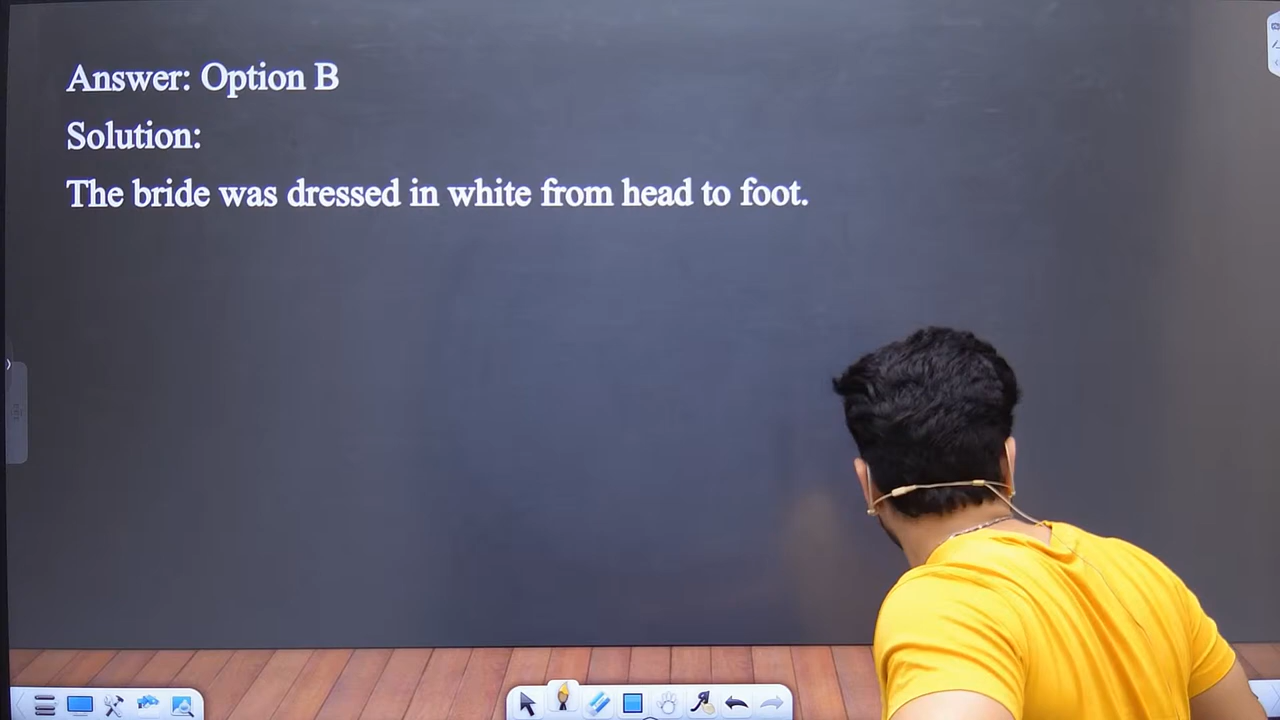 Answer: Option B
Solution:
The bride was dressed in white from head to foot.